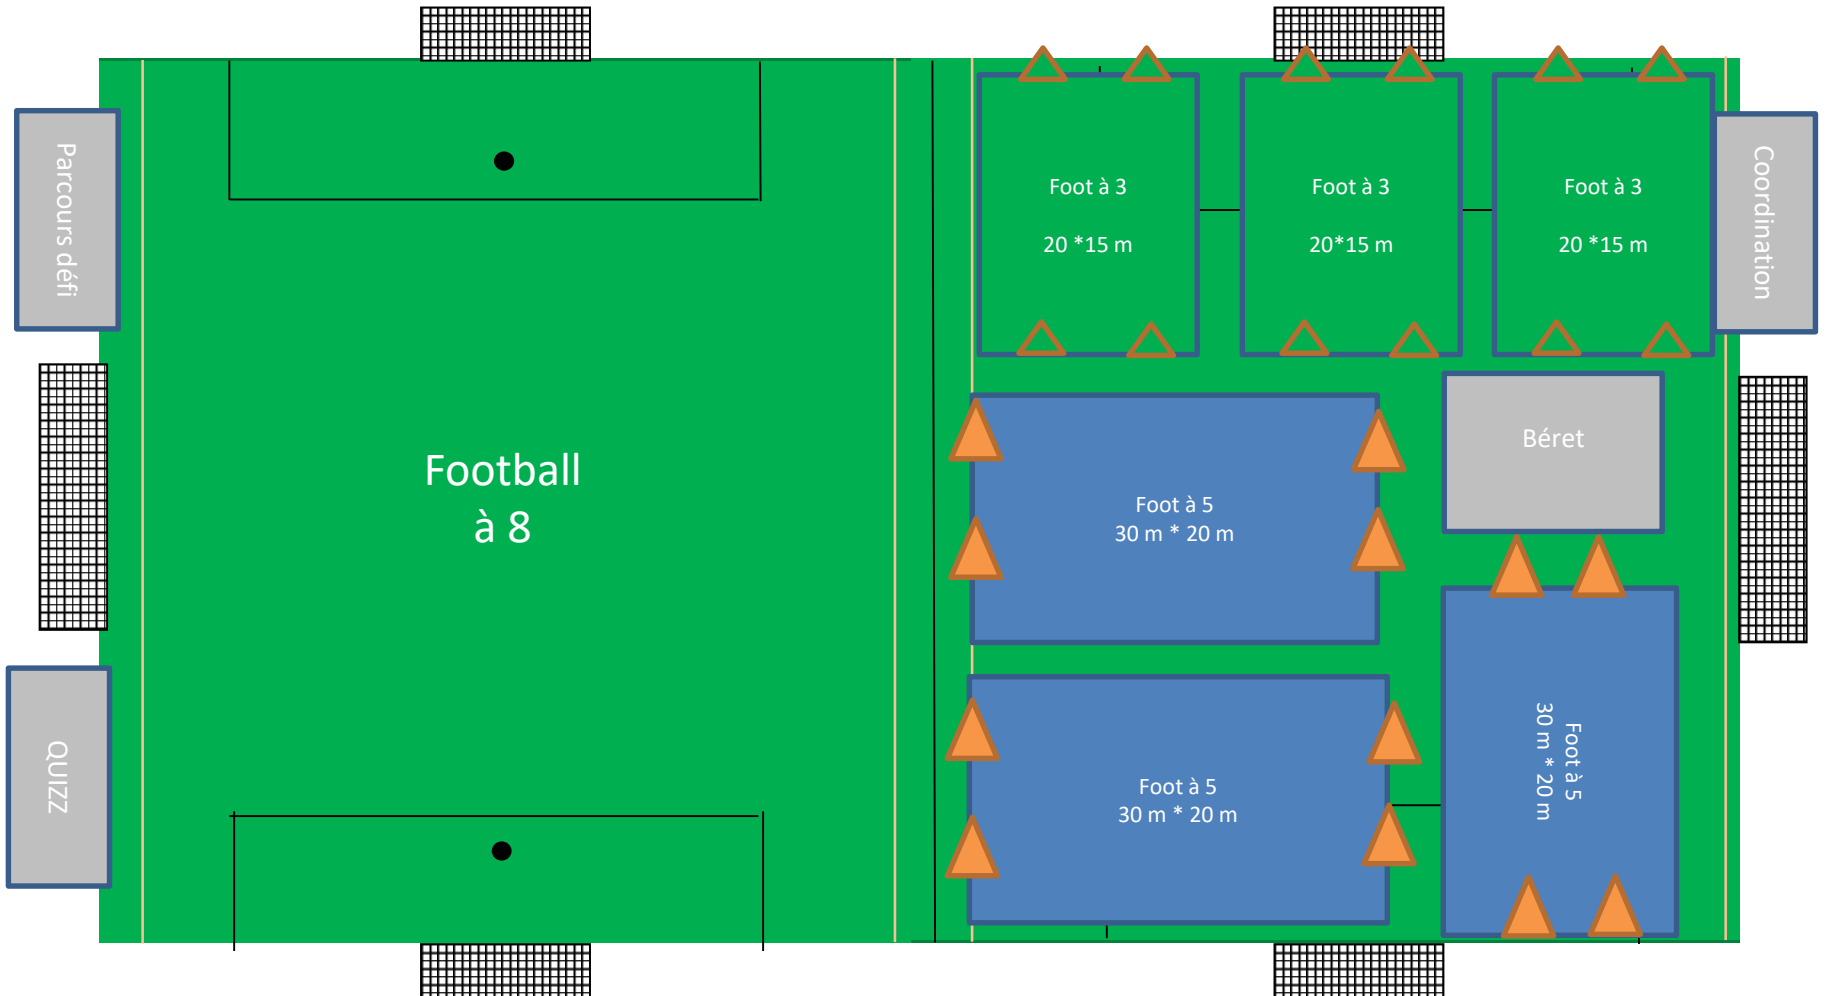 Parcours défi
Foot à 3
20 *15 m
Foot à 3
20*15 m
Foot à 3
20 *15 m
Coordination
Football
à 8
Foot à 5
30 m * 20 m
Béret
QUIZZ
Foot à 5
30 m * 20 m
Foot à 5
30 m * 20 m